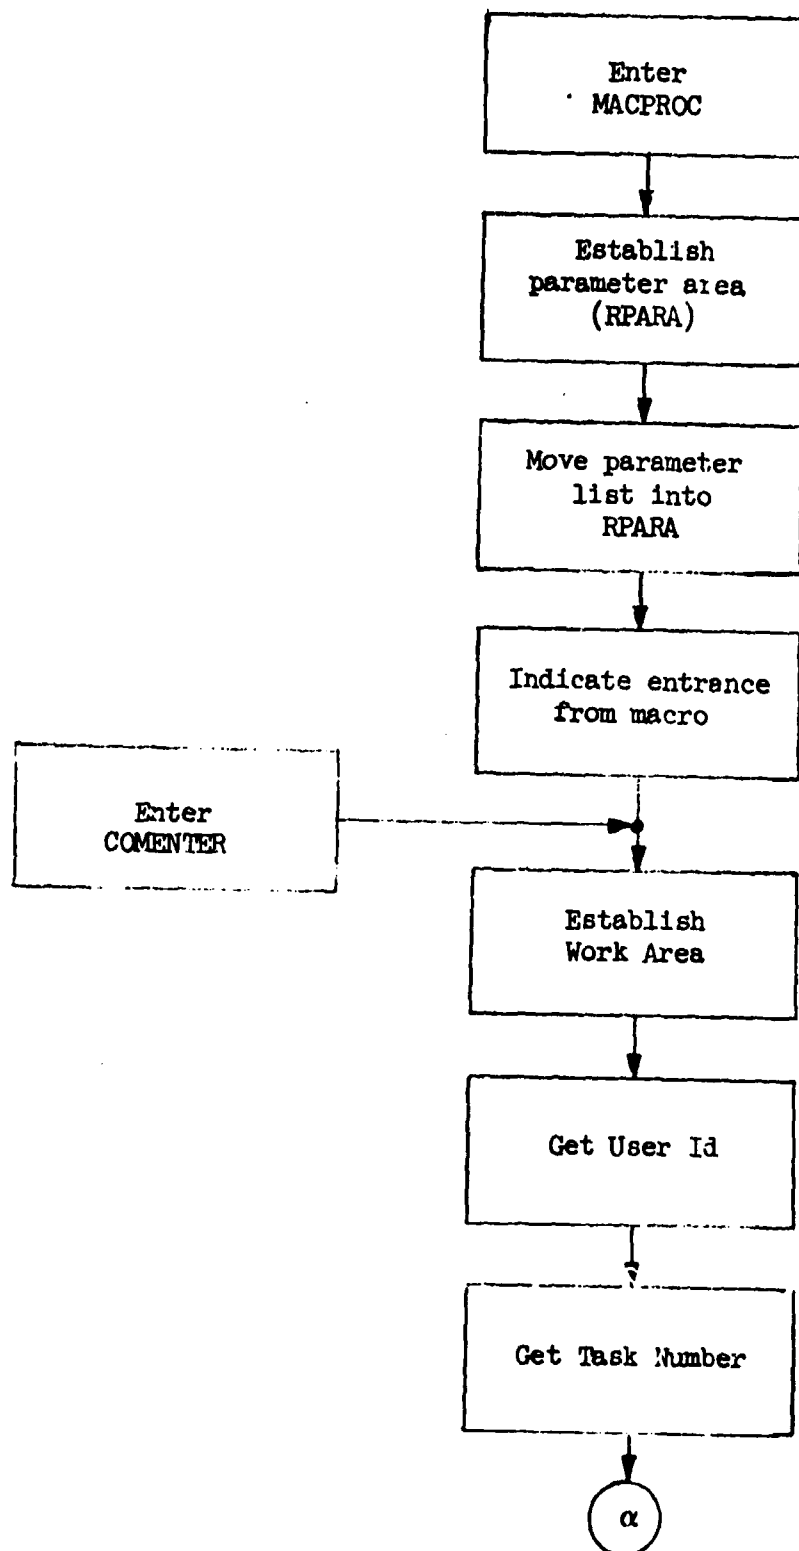 Enter
MACPROC
Establish
parameter area
(RPARA)
Move parameter
list into
RPARA
Indicate entrance
from macro
Enter
COMENTER
Establish
Work Area
Get User Id
Get Task Number
α